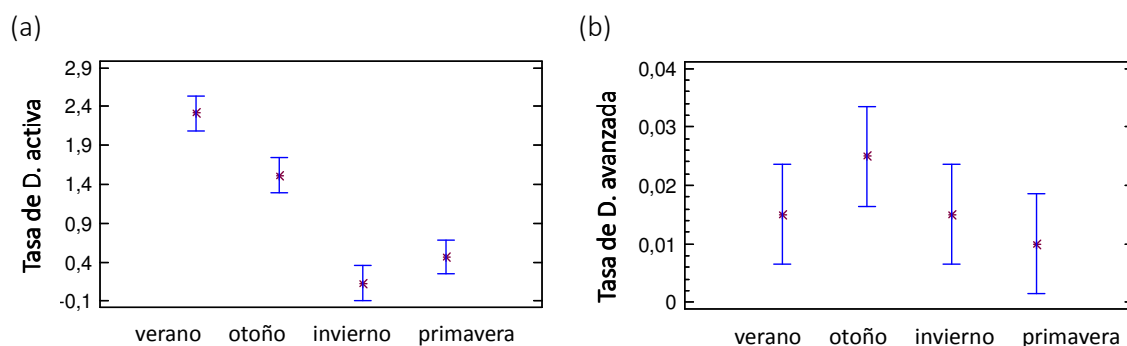 (a)
Tasa de D. activa
2,9
2,4
1,9
1,4
0,9
0,4
-0,1
verano otoño invierno primavera
(b)
Tasa de D. avanzada
0,04
0,03
0,02
0,01
0
verano otoño invierno primavera